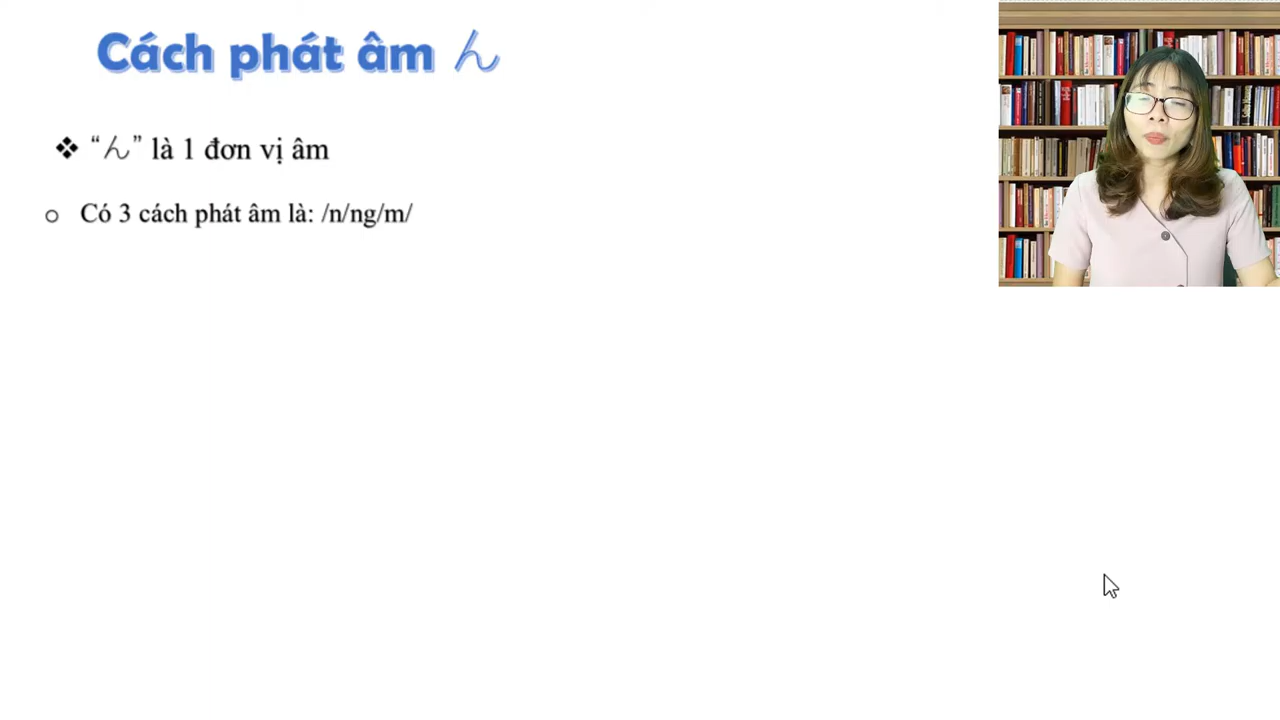 Cách phát âm ん
“ん” là 1 đơn vị âm
Có 3 cách phát âm là: /n/ng/m/